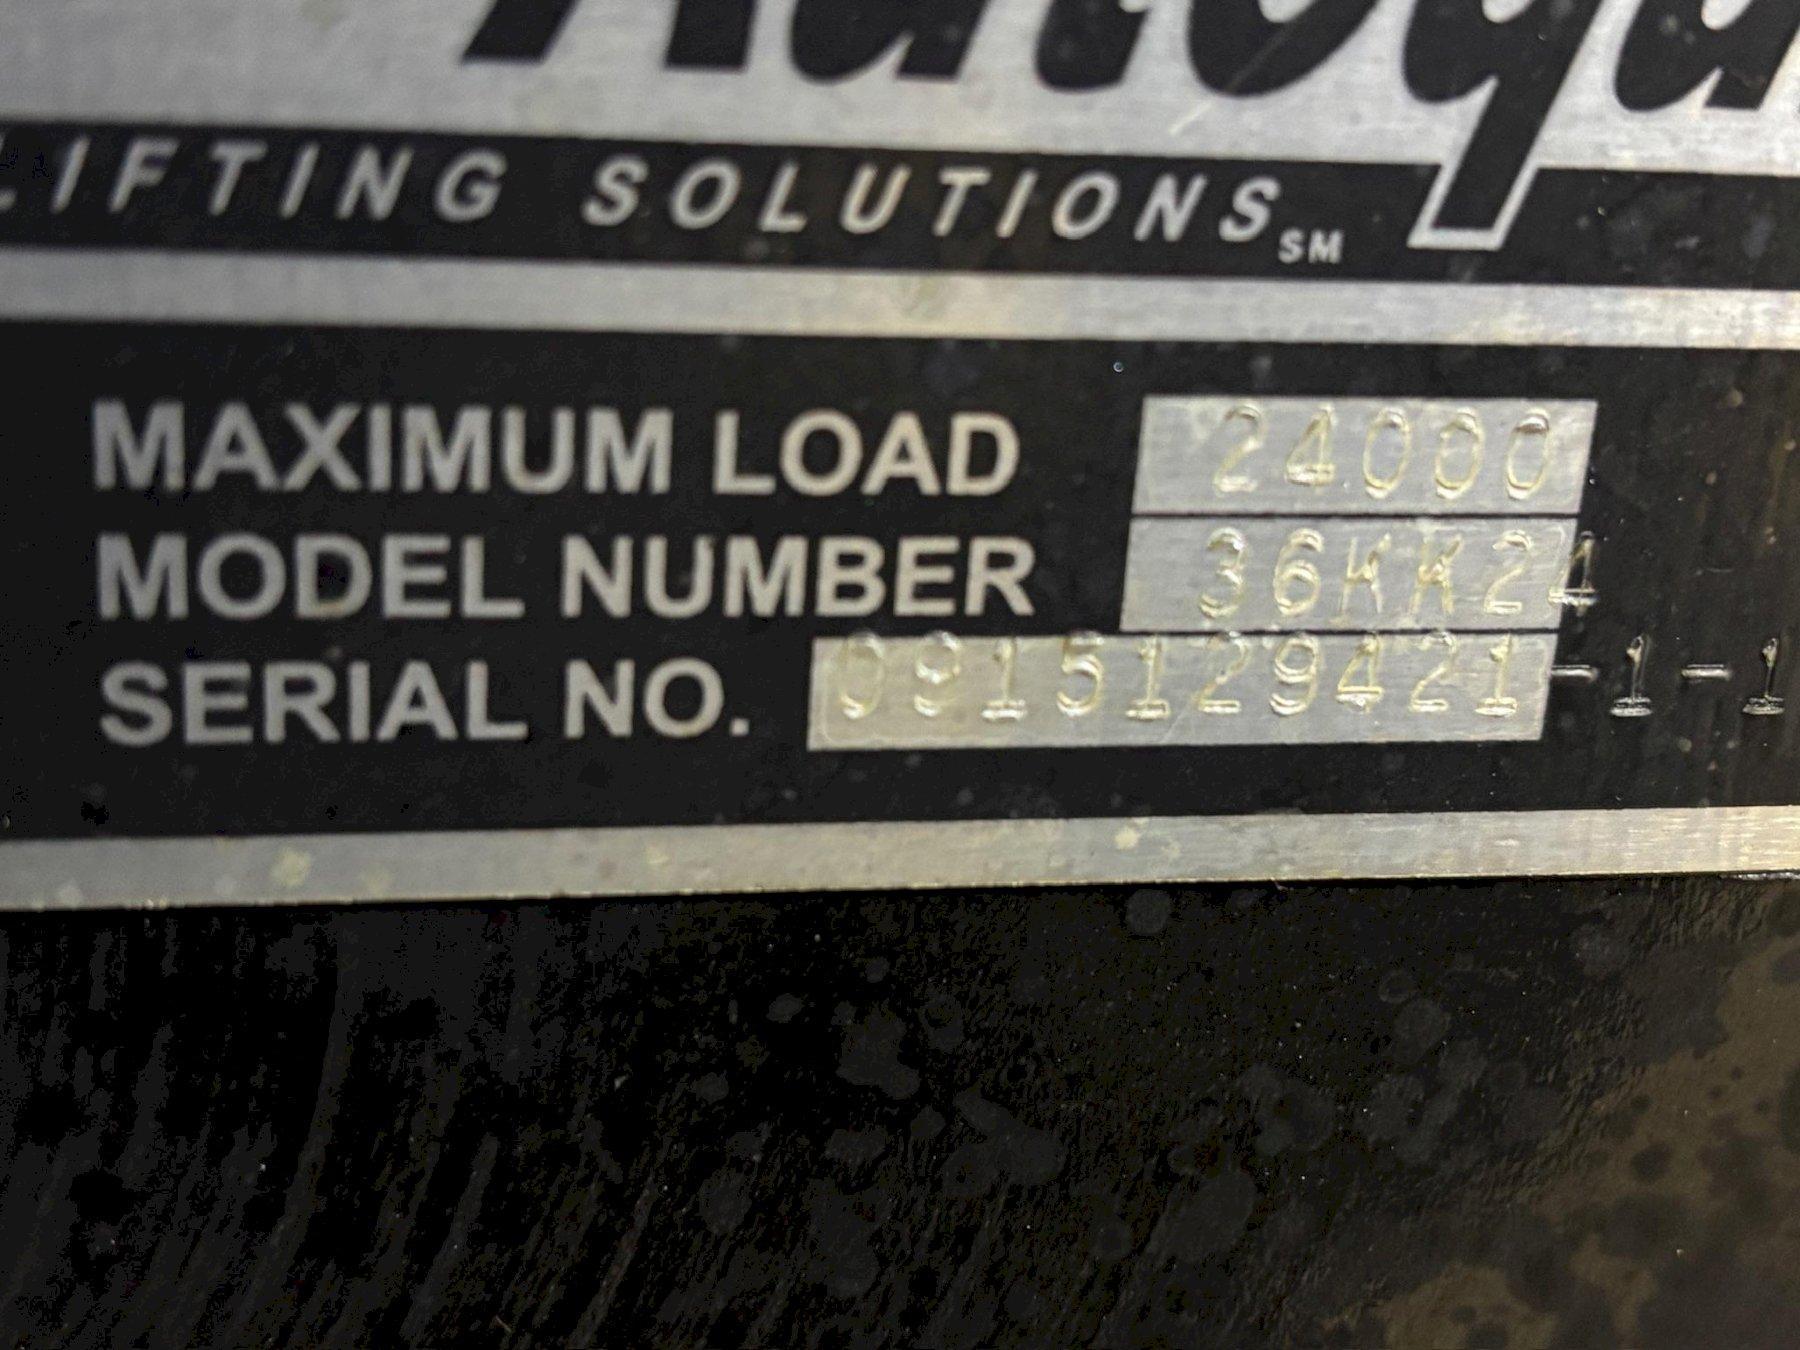 LIFTING SOLUTIONS SM
MAXIMUM LOAD 24000
MODEL NUMBER 36KK24
SERIAL NO. 0915129421-1-1